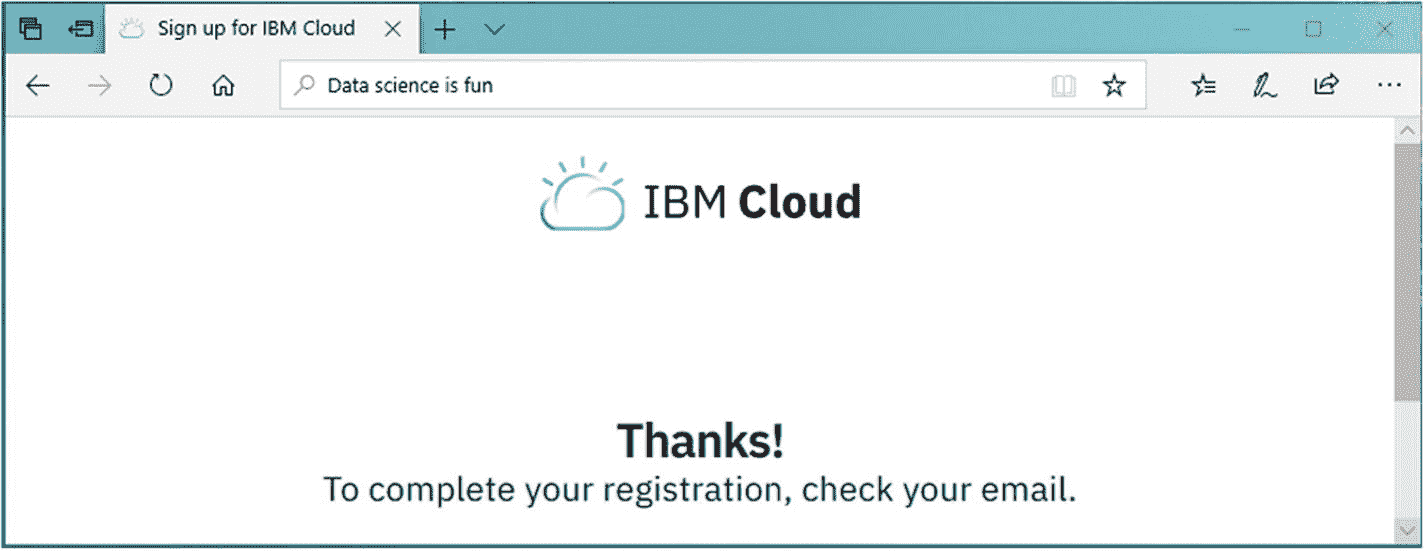 Sign up for IBM Cloud
Data science is fun
IBM Cloud
Thanks!
To complete your registration, check your email.